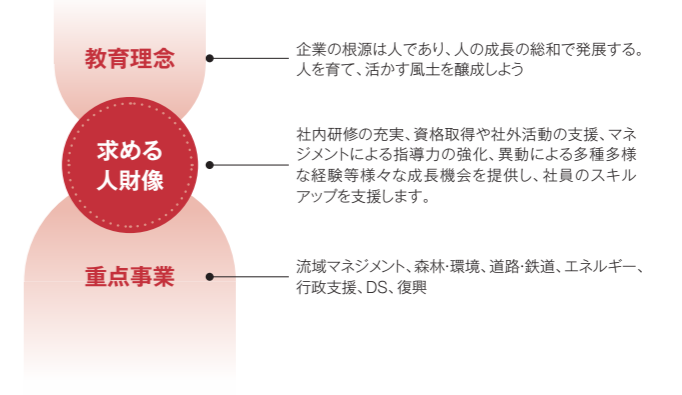 教育理念
企業の根源は人であり、人の成長の総和で発展する。
人を育て、活かす風土を醸成しよう
求める
人財像
社内研修の充実、資格取得や社外活動の支援、マネ
ジメントによる指導力の強化、異動による多種多様
な経験等様々な成長機会を提供し、社員のスキル
アップを支援します。
重点事業
流域マネジメント、森林·環境、道路·鉄道、エネルギー、
行政支援、DS、復興